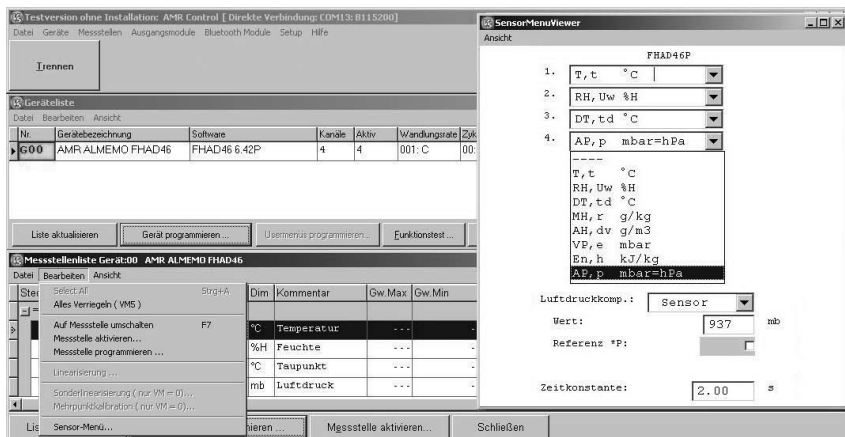 Testversion ohne Installation: AMR Control [ Direkte Verbindung: COM13: B115200]
Datei Geräte Messstellen Ausgangsmodule Bluetooth Module Setup Hilfe
Trennen
Geräteliste
Datei Bearbeiten Ansicht
Nr. Gerätebezeichnung Software Kanäle Aktiv Wandlungsrate Zyk
G00 AMR ALMEMO FHAD46 FHAD46 6.42P 4 4 001: C 00:
Liste aktualisieren Gerät programmieren ... Usermenüs programmieren... Funktionstest ...
Messstellenliste Gerät:00 AMR ALMEMO FHAD46
Datei Bearbeiten Ansicht
Stec Dim Kommentar Gw.Max Gw.Min
Select All Strg+A
Alles Verriegeln ( VM5 )
Auf Messstelle umschalten F7
Messstelle aktivieren...
Messstelle programmieren ...
Linearisierung ...
Sonderlinearisierung ( nur VM = 0)...
Mehrpunktkalibration ( nur VM = 0)...
Sensor-Menü...
°C Temperatur ---
%H Feuchte ---
°C Taupunkt ---
mb Luftdruck ---
Lis ieren ... Messstelle aktivieren... Schließen
SensorMenuViewer
Ansicht
FHAD46P
1. T,t °C
2. RH,Uw %H
3. DT,td °C
4. AP,p mbar=hPa
----
T,t °C
RH,Uw %H
DT,td °C
MH,r g/kg
AH,dv g/m3
VP,e mbar
En,h kJ/kg
AP,p mbar=hPa
Luftdruckkomp.: Sensor
Wert: 937 mb
Referenz *P:
Zeitkonstante: 2.00 s